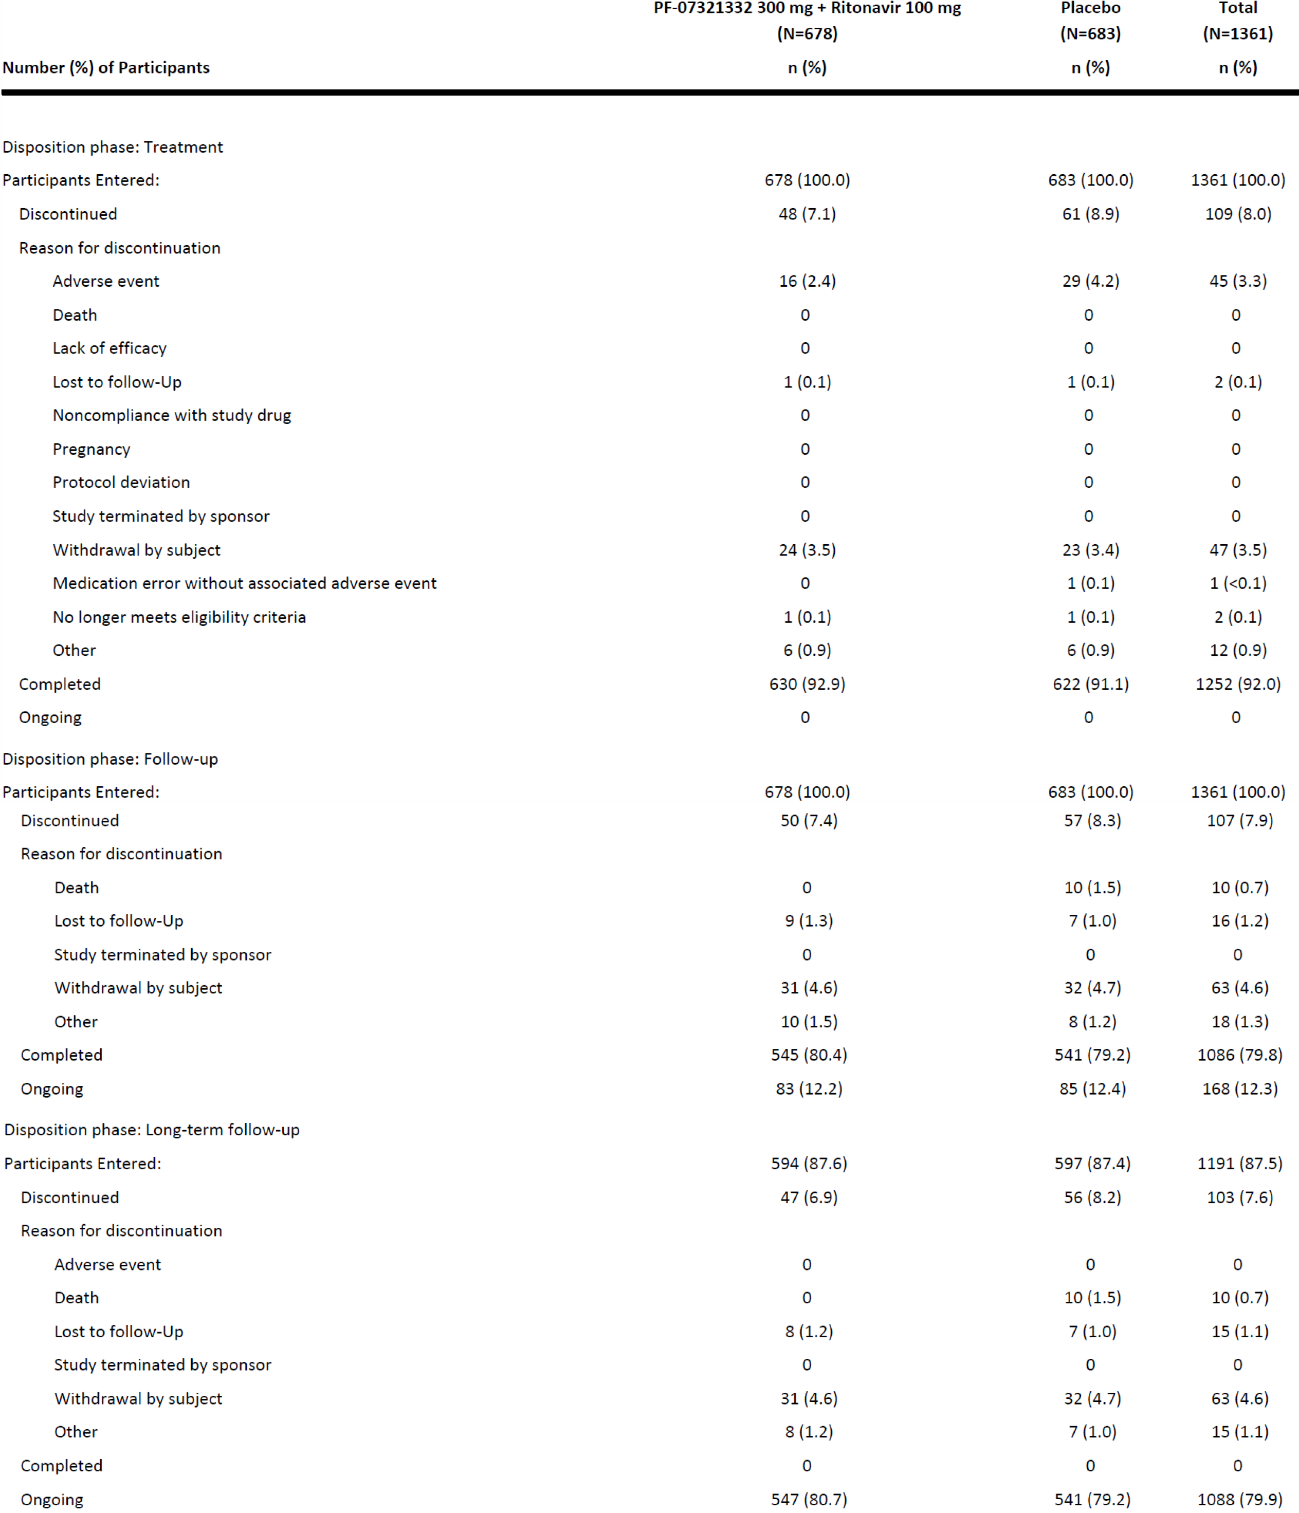 PF-07321332 300 mg + Ritonavir 100 mg Placebo Total
(N=678) (N=683) (N=1361)
Number (%) of Participants n (%) n (%) n (%)
Disposition phase: Treatment
Participants Entered: 678 (100.0) 683 (100.0) 1361 (100.0)
Discontinued 48 (7.1) 61 (8.9) 109 (8.0)
Reason for discontinuation
Adverse event 16 (2.4) 29 (4.2) 45 (3.3)
Death 0 0 0
Lack of efficacy 0 0 0
Lost to follow-Up 1 (0.1) 1 (0.1) 2 (0.1)
Noncompliance with study drug 0 0 0
Pregnancy 0 0 0
Protocol deviation 0 0 0
Study terminated by sponsor 0 0 0
Withdrawal by subject 24 (3.5) 23 (3.4) 47 (3.5)
Medication error without associated adverse event 0 1 (0.1) 1 (<0.1)
No longer meets eligibility criteria 1 (0.1) 1 (0.1) 2 (0.1)
Other 6 (0.9) 6 (0.9) 12 (0.9)
Completed 630 (92.9) 622 (91.1) 1252 (92.0)
Ongoing 0 0 0
Disposition phase: Follow-up
Participants Entered: 678 (100.0) 683 (100.0) 1361 (100.0)
Discontinued 50 (7.4) 57 (8.3) 107 (7.9)
Reason for discontinuation
Death 0 10 (1.5) 10 (0.7)
Lost to follow-Up 9 (1.3) 7 (1.0) 16 (1.2)
Study terminated by sponsor 0 0 0
Withdrawal by subject 31 (4.6) 32 (4.7) 63 (4.6)
Other 10 (1.5) 8 (1.2) 18 (1.3)
Completed 545 (80.4) 541 (79.2) 1086 (79.8)
Ongoing 83 (12.2) 85 (12.4) 168 (12.3)
Disposition phase: Long-term follow-up
Participants Entered: 594 (87.6) 597 (87.4) 1191 (87.5)
Discontinued 47 (6.9) 56 (8.2) 103 (7.6)
Reason for discontinuation
Adverse event 0 0 0
Death 0 10 (1.5) 10 (0.7)
Lost to follow-Up 8 (1.2) 7 (1.0) 15 (1.1)
Study terminated by sponsor 0 0 0
Withdrawal by subject 31 (4.6) 32 (4.7) 63 (4.6)
Other 8 (1.2) 7 (1.0) 15 (1.1)
Completed 0 0 0
Ongoing 547 (80.7) 541 (79.2) 1088 (79.9)